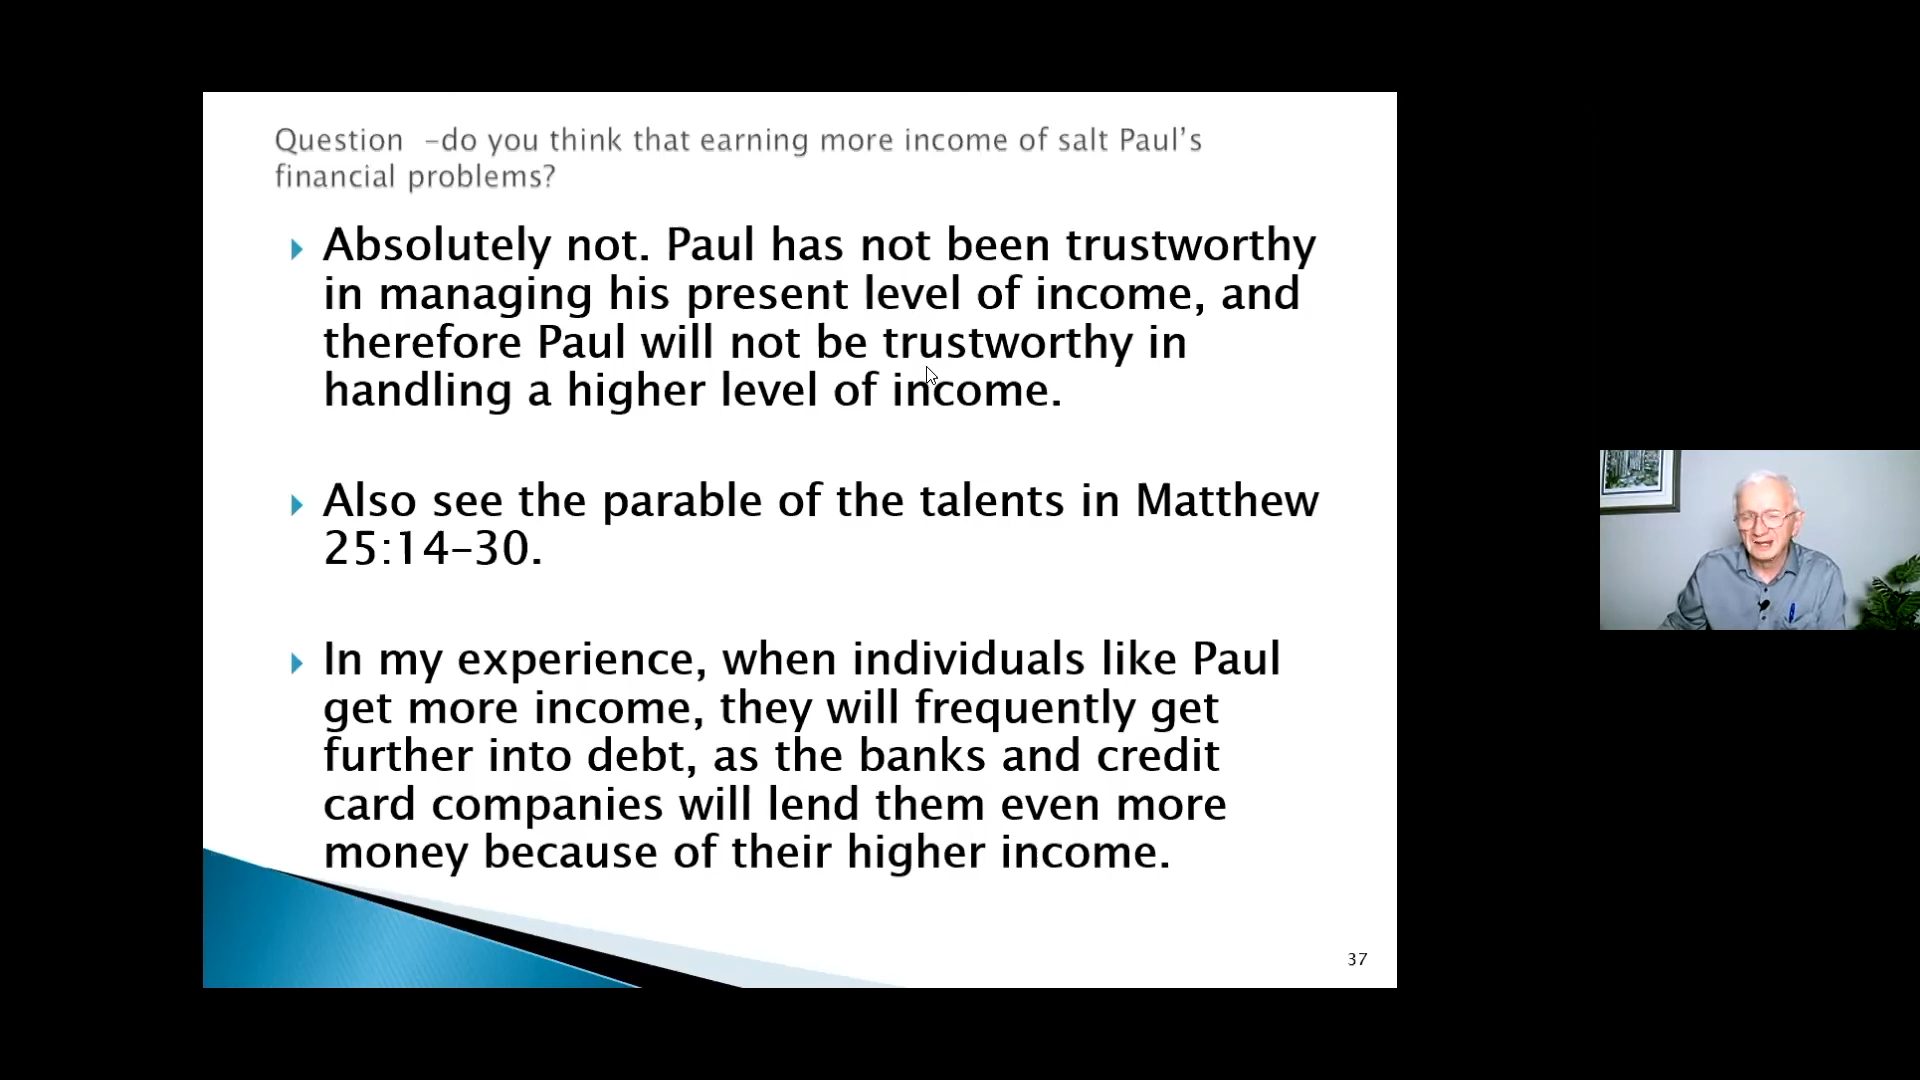 Question  –do you think that earning more income of salt Paul’s
financial problems?
Absolutely not. Paul has not been trustworthy
in managing his present level of income, and
therefore Paul will not be trustworthy in
handling a higher level of income.
Also see the parable of the talents in Matthew
25:14–30.
In my experience, when individuals like Paul
get more income, they will frequently get
further into debt, as the banks and credit
card companies will lend them even more
money because of their higher income.
37